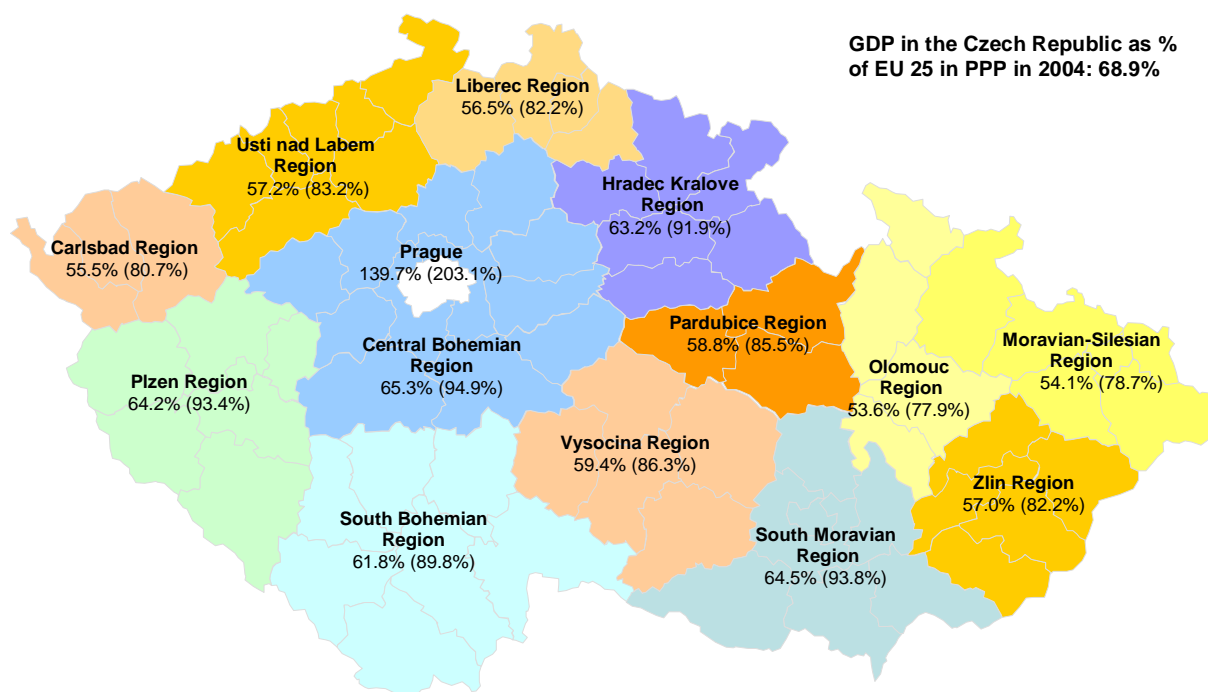 GDP in the Czech Republic as %
of EU 25 in PPP in 2004: 68.9%
Liberec Region
56.5% (82.2%)
Usti nad Labem
Region
57.2% (83.2%)
Hradec Kralove
Region
63.2% (91.9%)
Carlsbad Region
55.5% (80.7%)
Prague
139.7% (203.1%)
Pardubice Region
58.8% (85.5%)
Central Bohemian
Region
65.3% (94.9%)
Moravian-Silesian
Region
54.1% (78.7%)
Olomouc
Region
53.6% (77.9%)
Plzen Region
64.2% (93.4%)
Vysocina Region
59.4% (86.3%)
Zlin Region
57.0% (82.2%)
South Bohemian
Region
61.8% (89.8%)
South Moravian
Region
64.5% (93.8%)